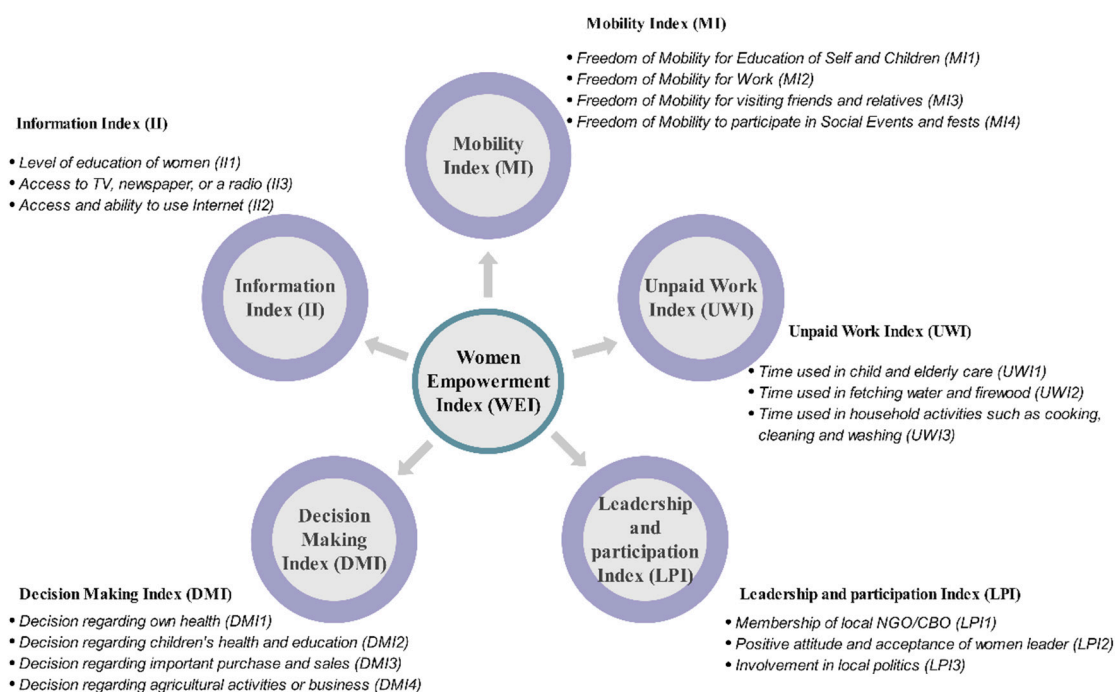 Mobility Index (MI)
• Freedom of Mobility for Education of Self and Children (MI1)
• Freedom of Mobility for Work (MI2)
• Freedom of Mobility for visiting friends and relatives (MI3)
• Freedom of Mobility to participate in Social Events and fests (MI4)
Information Index (II)
• Level of education of women (II1)
• Access to TV, newspaper, or a radio (II3)
• Access and ability to use Internet (II2)
Mobility
Index (MI)
Information
Index (II)
Unpaid Work
Index (UWI)
Women
Empowerment
Index (WEI)
Unpaid Work Index (UWI)
• Time used in child and elderly care (UWI1)
• Time used in fetching water and firewood (UWI2)
• Time used in household activities such as cooking,
cleaning and washing (UWI3)
Decision
Making
Index (DMI)
Leadership
and
participation
Index (LPI)
Decision Making Index (DMI)
• Decision regarding own health (DMI1)
• Decision regarding children's health and education (DMI2)
• Decision regarding important purchase and sales (DMI3)
• Decision regarding agricultural activities or business (DMI4)
Leadership and participation Index (LPI)
• Membership of local NGO/CBO (LPI1)
• Positive attitude and acceptance of women leader (LPI2)
• Involvement in local politics (LPI3)